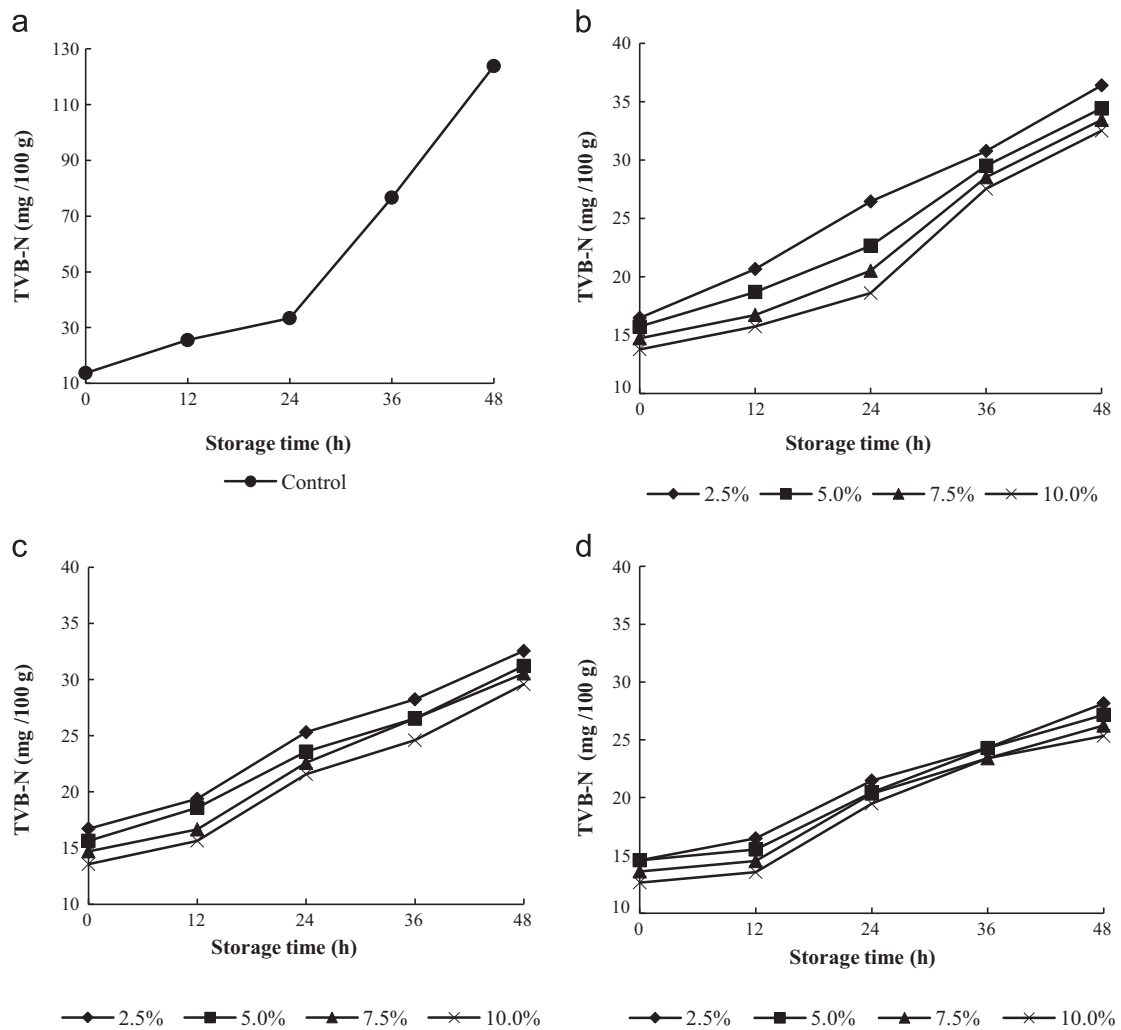 a
130
110
90
70
50
30
10
TVB-N (mg /100 g)
0 12 24 36 48
Storage time (h)
Control
b
40
35
30
25
20
15
10
TVB-N (mg /100 g)
0 12 24 36 48
Storage time (h)
2.5% 5.0% 7.5% 10.0%
c
40
35
30
25
20
15
10
TVB-N (mg /100 g)
0 12 24 36 48
Storage time (h)
2.5% 5.0% 7.5% 10.0%
d
40
35
30
25
20
15
10
TVB-N (mg /100 g)
0 12 24 36 48
Storage time (h)
2.5% 5.0% 7.5% 10.0%